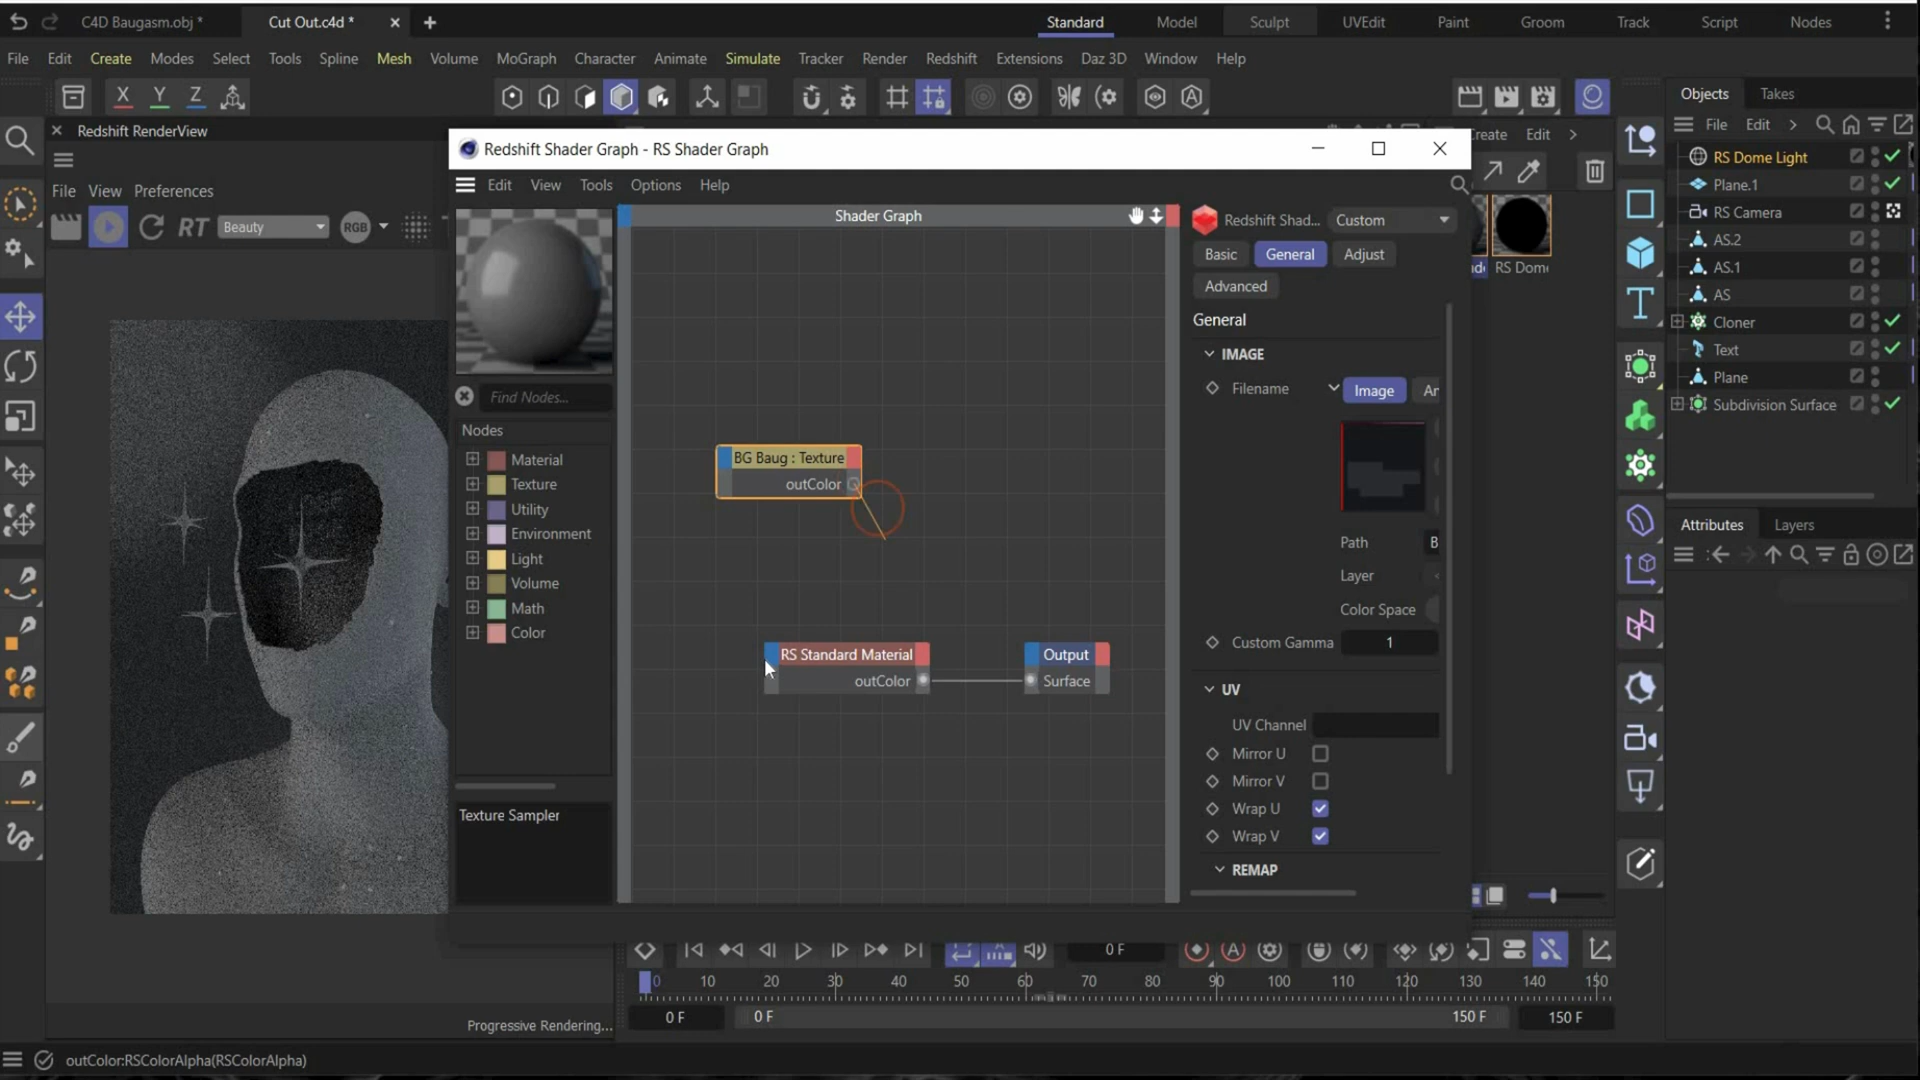 C4D Baugasm.obj *
Cut Out.c4d *
Standard
Model
Sculpt
UVEdit
Paint
Groom
Track
Script
Nodes
File
Edit
Create
Modes
Select
Tools
Spline
Mesh
Volume
MoGraph
Character
Animate
Simulate
Tracker
Render
Redshift
Extensions
Daz 3D
Window
Help
X
Y
Z
Redshift RenderView
File
View
Preferences
RT
Beauty
RGB
Progressive Rendering...
Redshift Shader Graph - RS Shader Graph
Edit
View
Tools
Options
Help
Find Nodes...
Nodes
Material
Texture
Utility
Environment
Light
Volume
Math
Color
Texture Sampler
Shader Graph
BG Baug : Texture
outColor
RS Standard Material
outColor
Output
Surface
Redshift Shad...
Custom
Basic
General
Adjust
Advanced
General
IMAGE
Filename
Image
An
Path
B
Layer
Color Space
Custom Gamma
1
UV
UV Channel
Mirror U
Mirror V
Wrap U
Wrap V
REMAP
Create
Edit
RS Dome
Objects
Takes
File
Edit
RS Dome Light
Plane.1
RS Camera
AS.2
AS.1
AS
Cloner
Text
Plane
Subdivision Surface
Attributes
Layers
0 F
0
10
20
30
40
50
60
70
80
90
100
110
120
130
140
150
0 F
0 F
150 F
150 F
outColor:RSColorAlpha(RSColorAlpha)